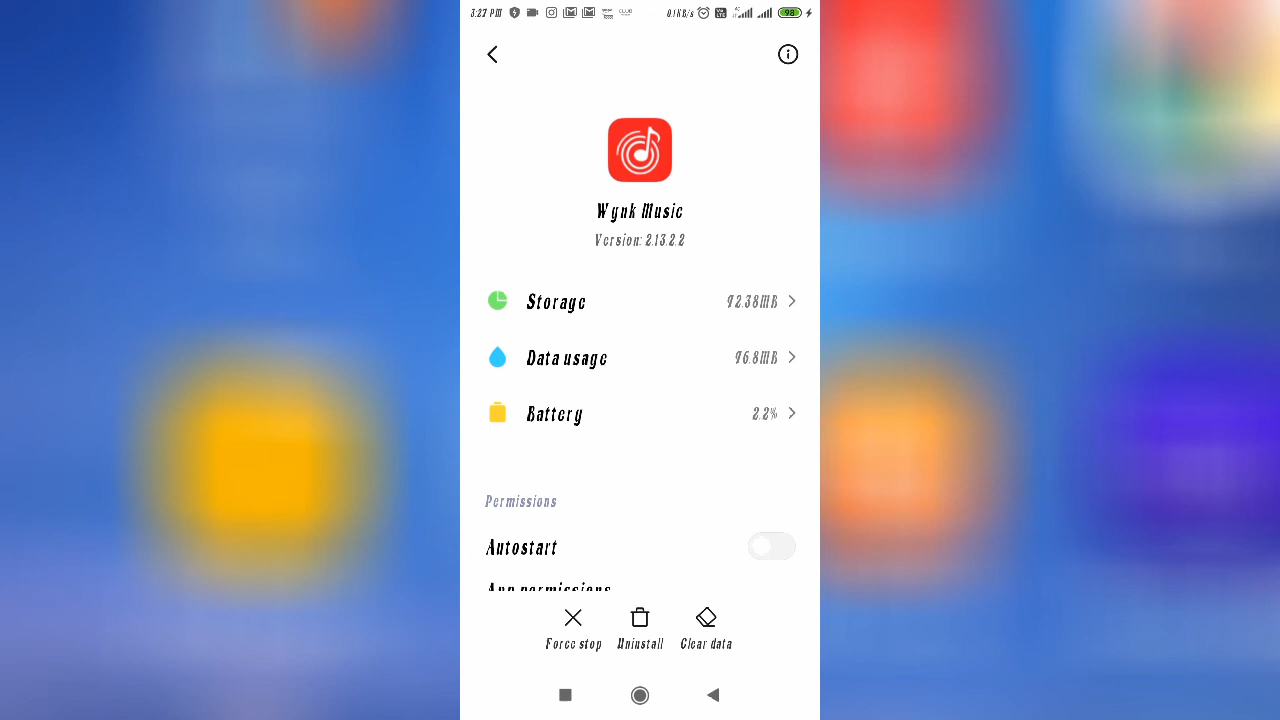 3:27 PM 0.1KB/s 98
Wynk Music
Version: 2.13.2.2
Storage 92.38MB
Data usage 96.8MB
Battery 2.2%
Permissions
Autostart
App permissions
Force stop Uninstall Clear data